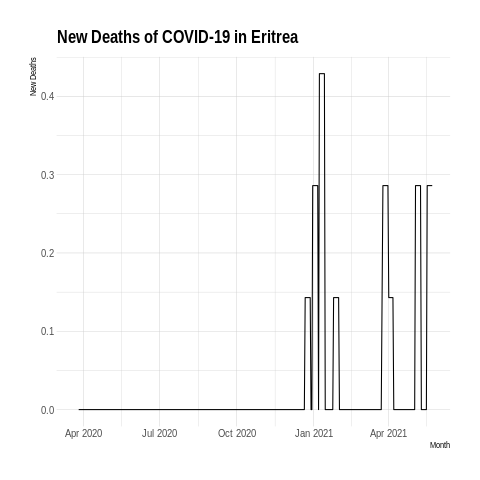 New Deaths of COVID-19 in Eritrea
New Deaths
0.4
0.3
0.2
0.1
0.0
Apr 2020 Jul 2020 Oct 2020 Jan 2021 Apr 2021
Month